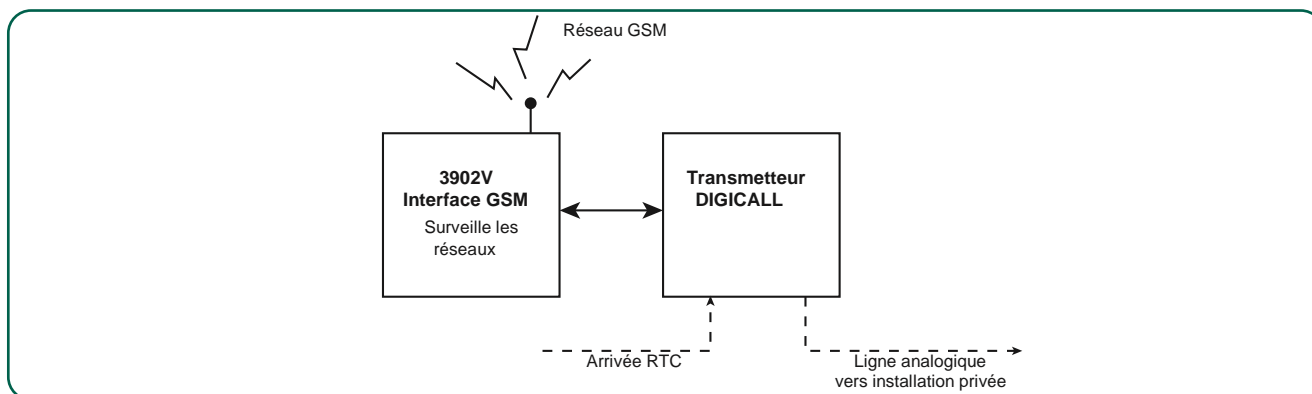 Réseau GSM
3902V
Interface GSM
Surveille les
réseaux
Transmetteur
DIGICALL
Arrivée RTC
Ligne analogique
vers installation privée